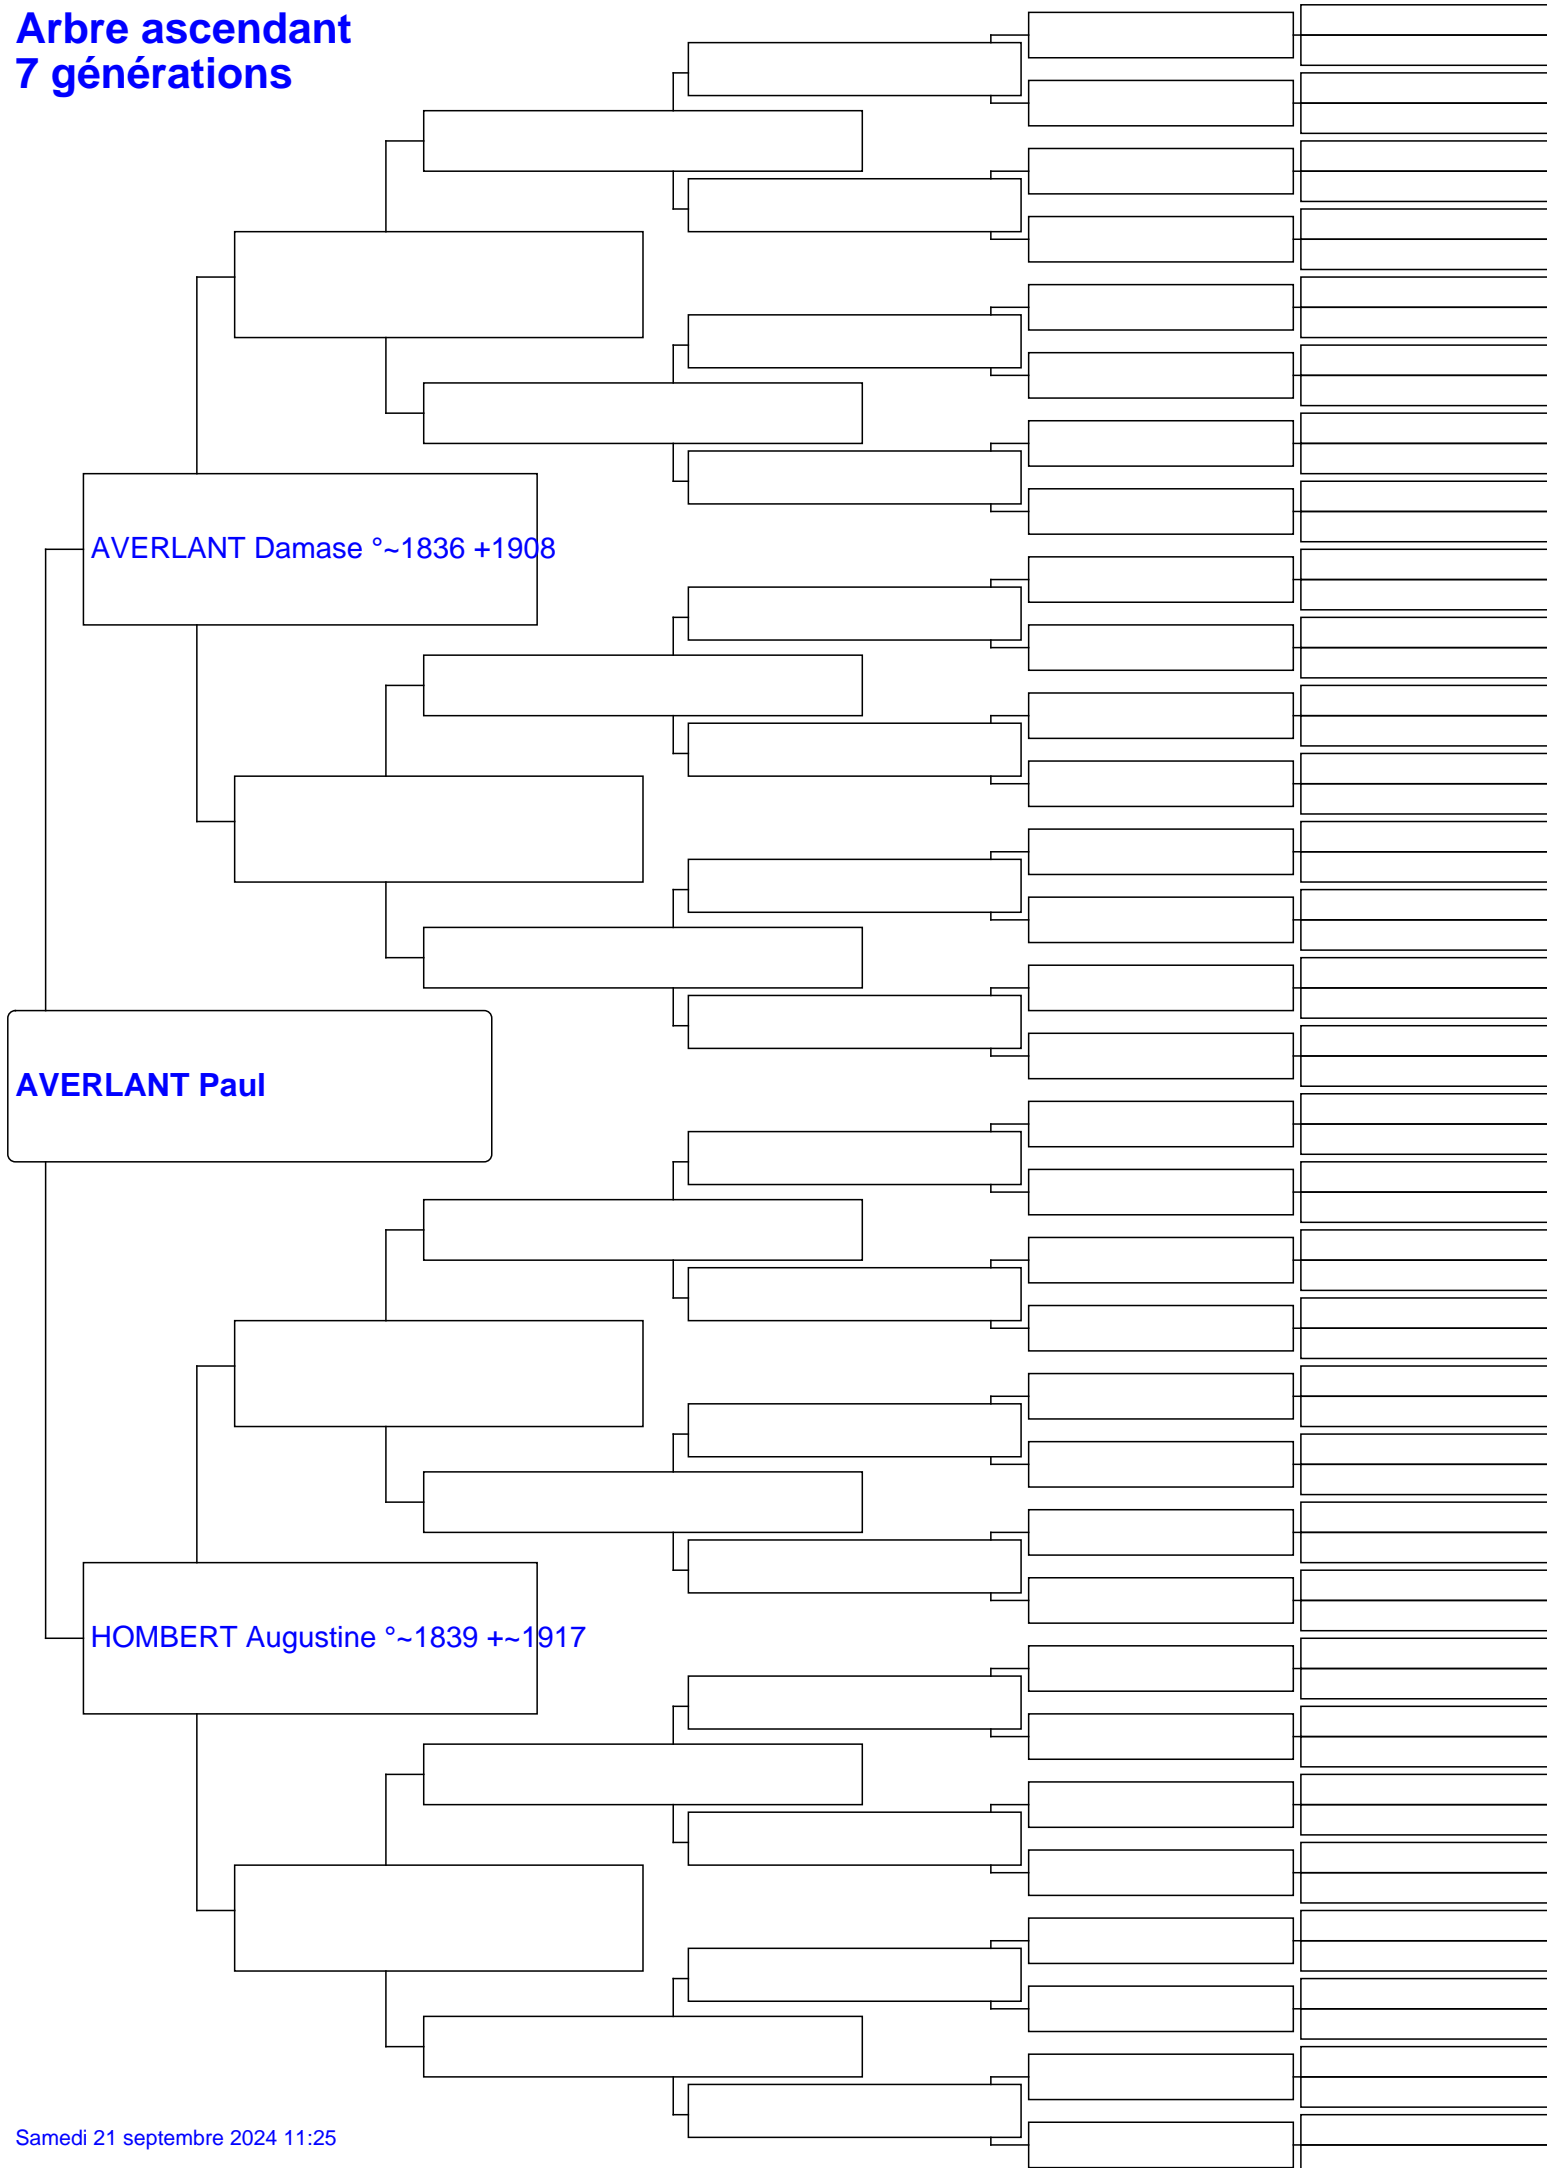 Arbre ascendant
7 générations
AVERLANT Damase °~1836 +1908
AVERLANT Paul
HOMBERT Augustine °~1839 +~1917
Samedi 21 septembre 2024 11:25